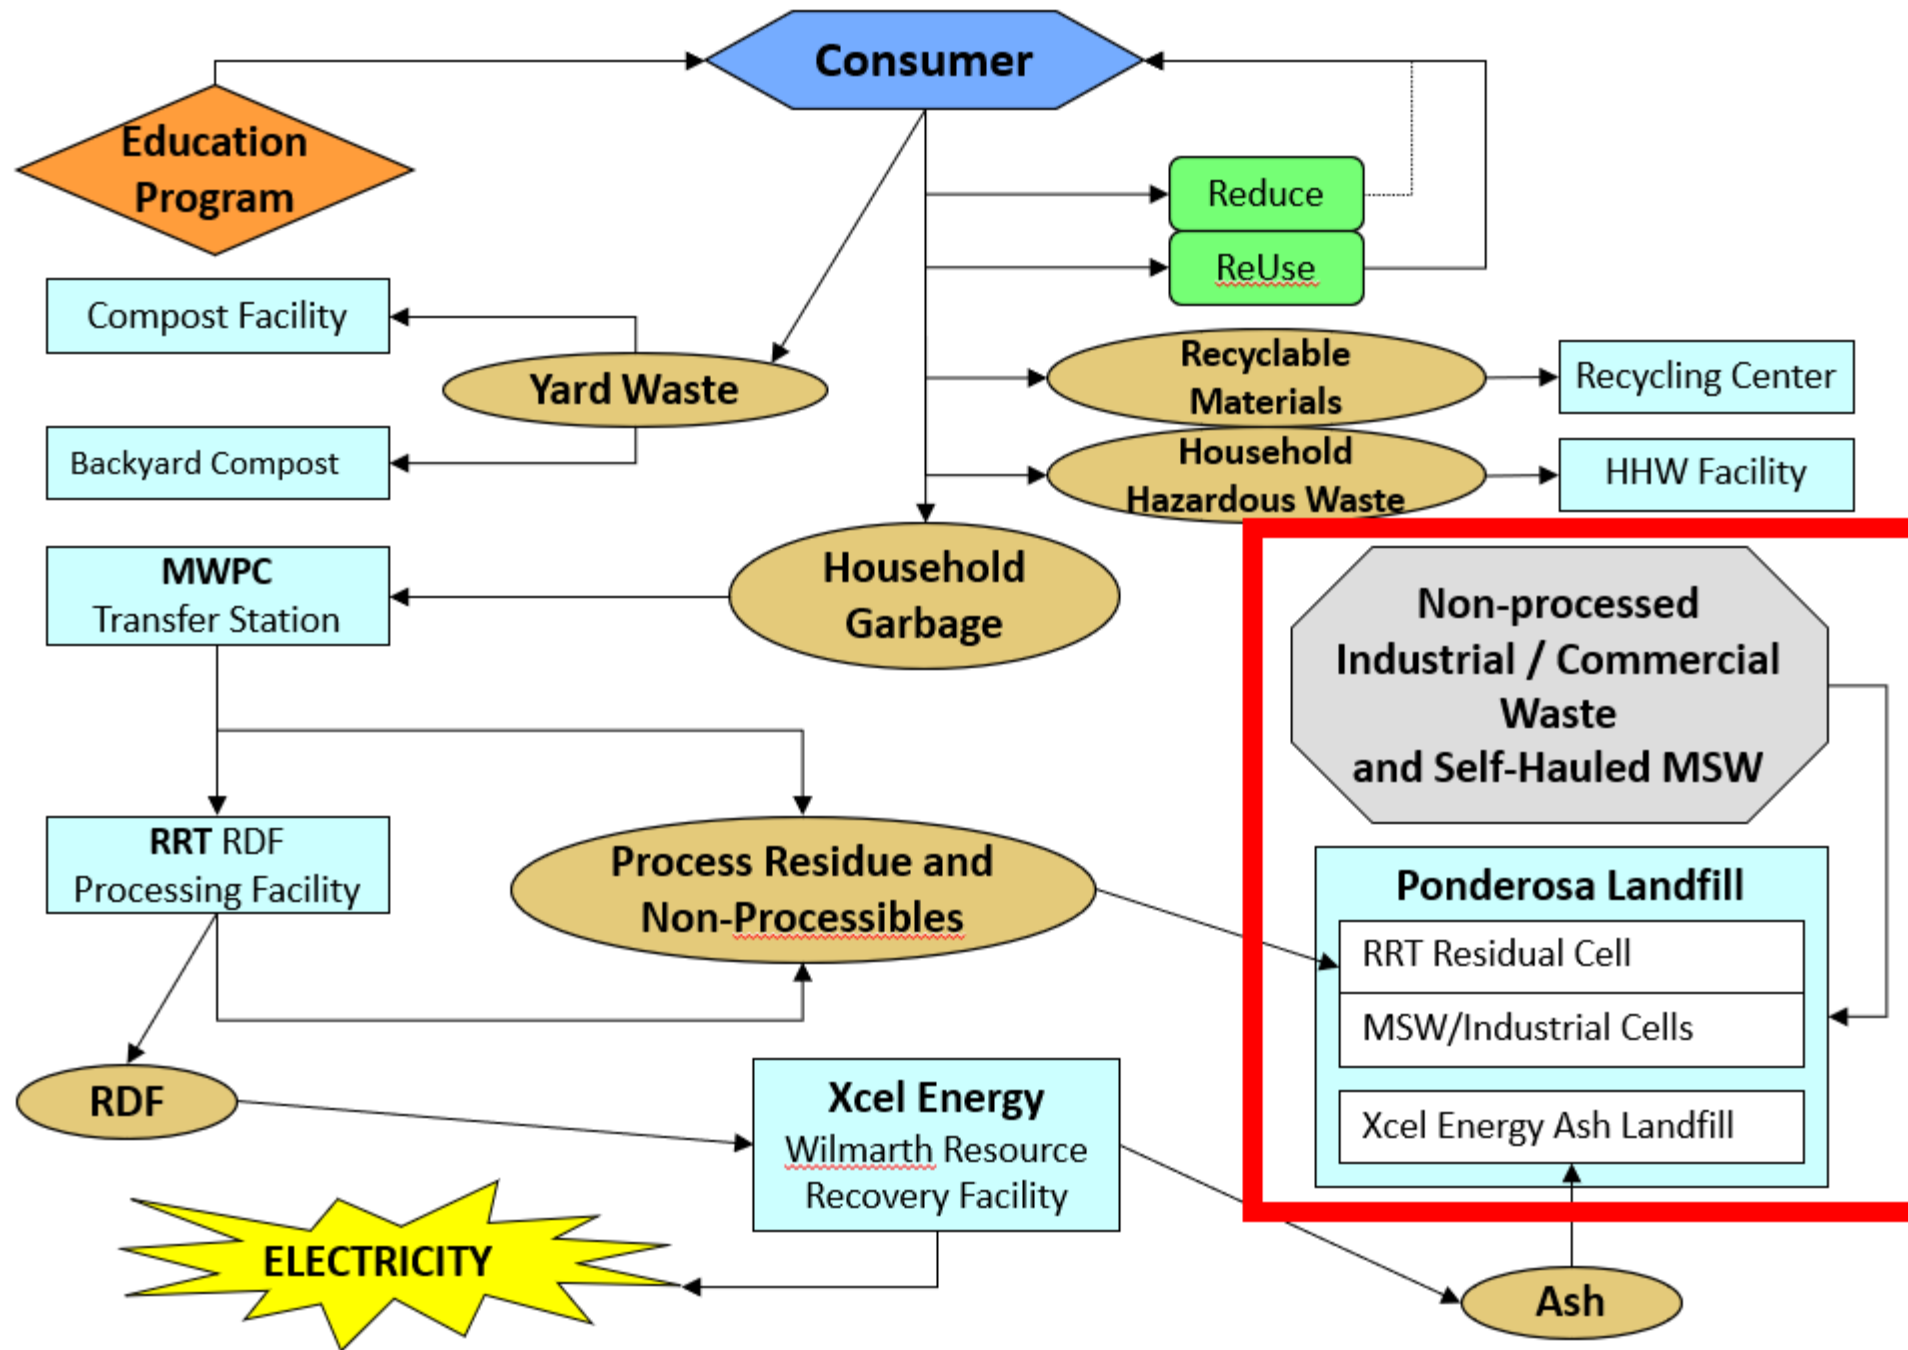 Consumer
Education
Program
Reduce
ReUse
Compost Facility
Yard Waste
Backyard Compost
Recyclable
Materials
Recycling Center
Household
Hazardous Waste
HHW Facility
MWPC
Transfer Station
Household
Garbage
Non-processed
Industrial / Commercial
Waste
and Self-Hauled MSW
RRT RDF
Processing Facility
Process Residue and
Non-Processibles
Ponderosa Landfill
RRT Residual Cell
MSW/Industrial Cells
Xcel Energy Ash Landfill
RDF
Xcel Energy
Wilmarth Resource
Recovery Facility
ELECTRICITY
Ash